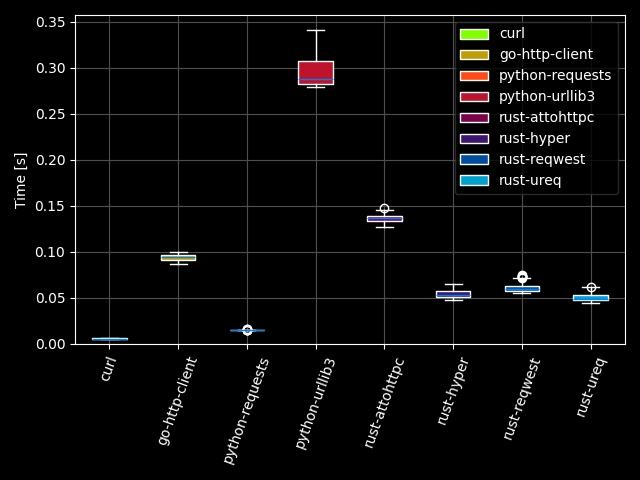 0.35
0.30
0.25
0.20
0.15
0.10
0.05
0.00
Time [s]
curl
go-http-client
python-requests
python-urllib3
rust-attohttpc
rust-hyper
rust-reqwest
rust-ureq
curl
go-http-client
python-requests
python-urllib3
rust-attohttpc
rust-hyper
rust-reqwest
rust-ureq